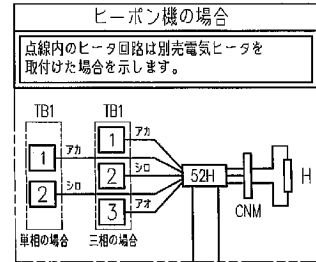 ヒーポン機の場合
点線内のヒータ回路は別売電気ヒータを
取付けた場合を示します。
TB1 TB1
1 アカ
1 アカ
2 シロ
2 シロ
3 アオ
52H
CNM
H
単相の場合 三相の場合